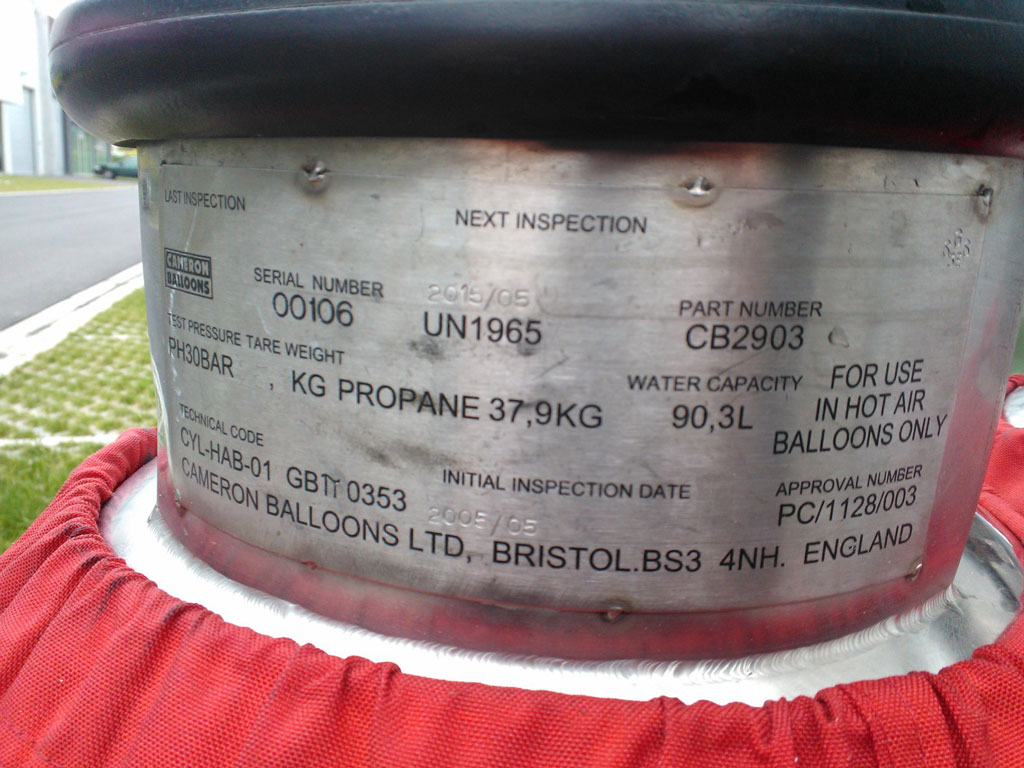 LAST INSPECTION
NEXT INSPECTION
CAMERON
BALLOONS
SERIAL NUMBER
00106
2015/05
UN1965
PART NUMBER
CB2903
TEST PRESSURE TARE WEIGHT
PH30BAR , KG PROPANE 37,9KG
WATER CAPACITY
90,3L
FOR USE
IN HOT AIR
BALLOONS ONLY
TECHNICAL CODE
CYL-HAB-01 GBπ 0353
INITIAL INSPECTION DATE
2005/05
APPROVAL NUMBER
PC/1128/003
CAMERON BALLOONS LTD, BRISTOL.BS3 4NH. ENGLAND